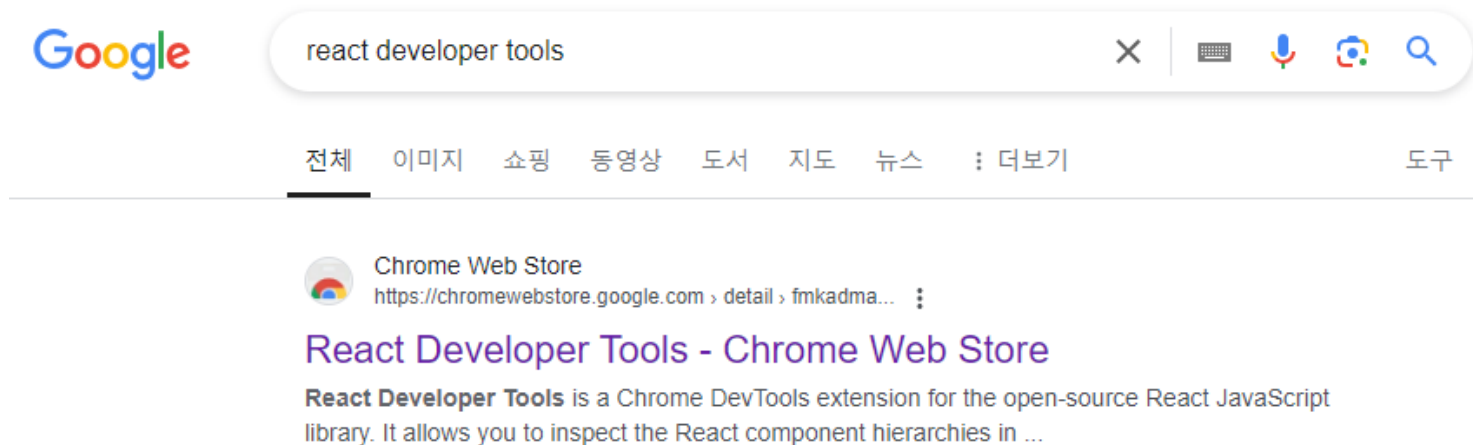 Google
react developer tools
전체 이미지 쇼핑 동영상 도서 지도 뉴스 더보기 도구
Chrome Web Store
https://chromewebstore.google.com › detail › fmkadma...
React Developer Tools - Chrome Web Store
React Developer Tools is a Chrome DevTools extension for the open-source React JavaScript
library. It allows you to inspect the React component hierarchies in ...